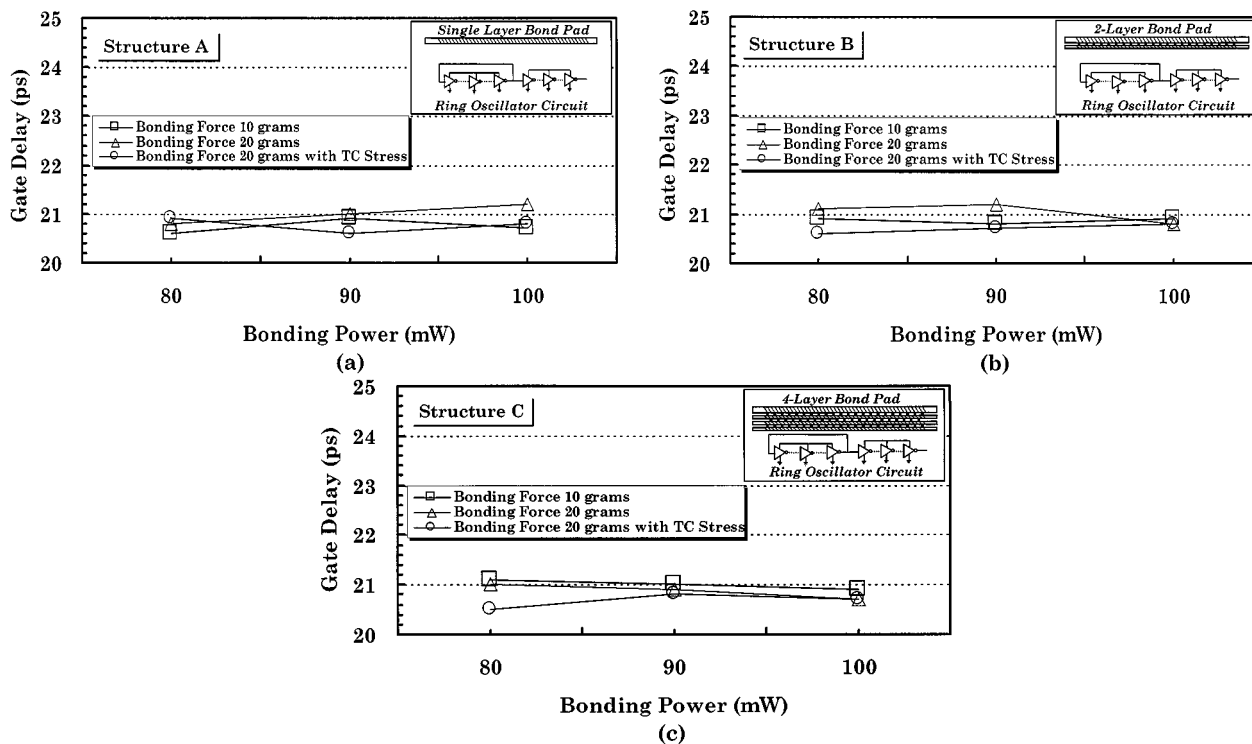 25
24
23
22
21
20
Gate Delay (ps)
Structure A
Single Layer Bond Pad
Ring Oscillator Circuit
Bonding Force 10 grams
Bonding Force 20 grams
Bonding Force 20 grams with TC Stress
80
90
100
Bonding Power (mW)
(a)
25
24
23
22
21
20
Gate Delay (ps)
Structure B
2-Layer Bond Pad
Ring Oscillator Circuit
Bonding Force 10 grams
Bonding Force 20 grams
Bonding Force 20 grams with TC Stress
80
90
100
Bonding Power (mW)
(b)
25
24
23
22
21
20
Gate Delay (ps)
Structure C
4-Layer Bond Pad
Ring Oscillator Circuit
Bonding Force 10 grams
Bonding Force 20 grams
Bonding Force 20 grams with TC Stress
80
90
100
Bonding Power (mW)
(c)